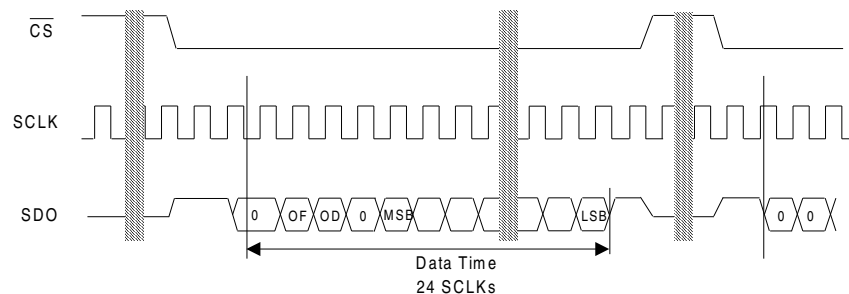 CS
SCLK
SDO
0 OF OD 0 MSB LSB 0 0
Data Time
24 SCLKs